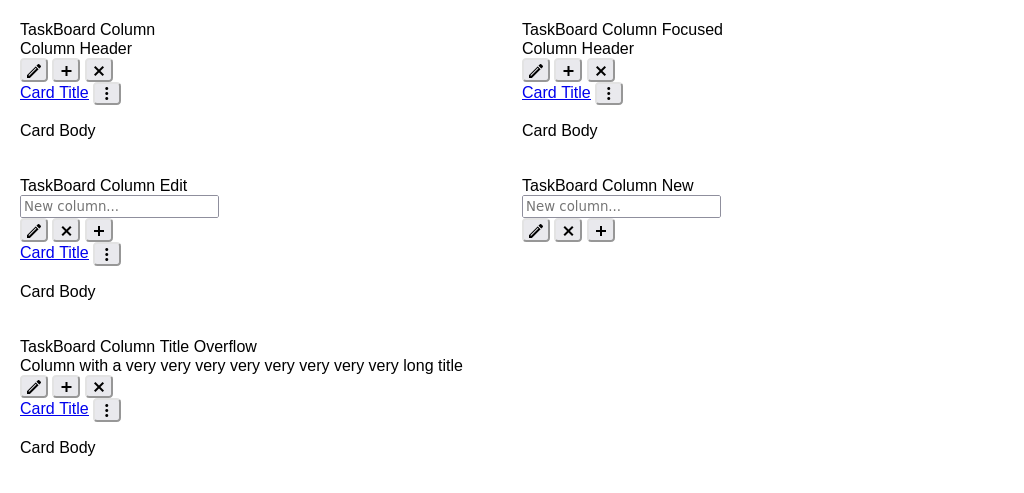 TaskBoard Column
Column Header
Card Title
Card Body
TaskBoard Column Focused
Column Header
Card Title
Card Body
TaskBoard Column Edit
New column...
Card Title
Card Body
TaskBoard Column New
New column...
TaskBoard Column Title Overflow
Column with a very very very very very very very very long title
Card Title
Card Body